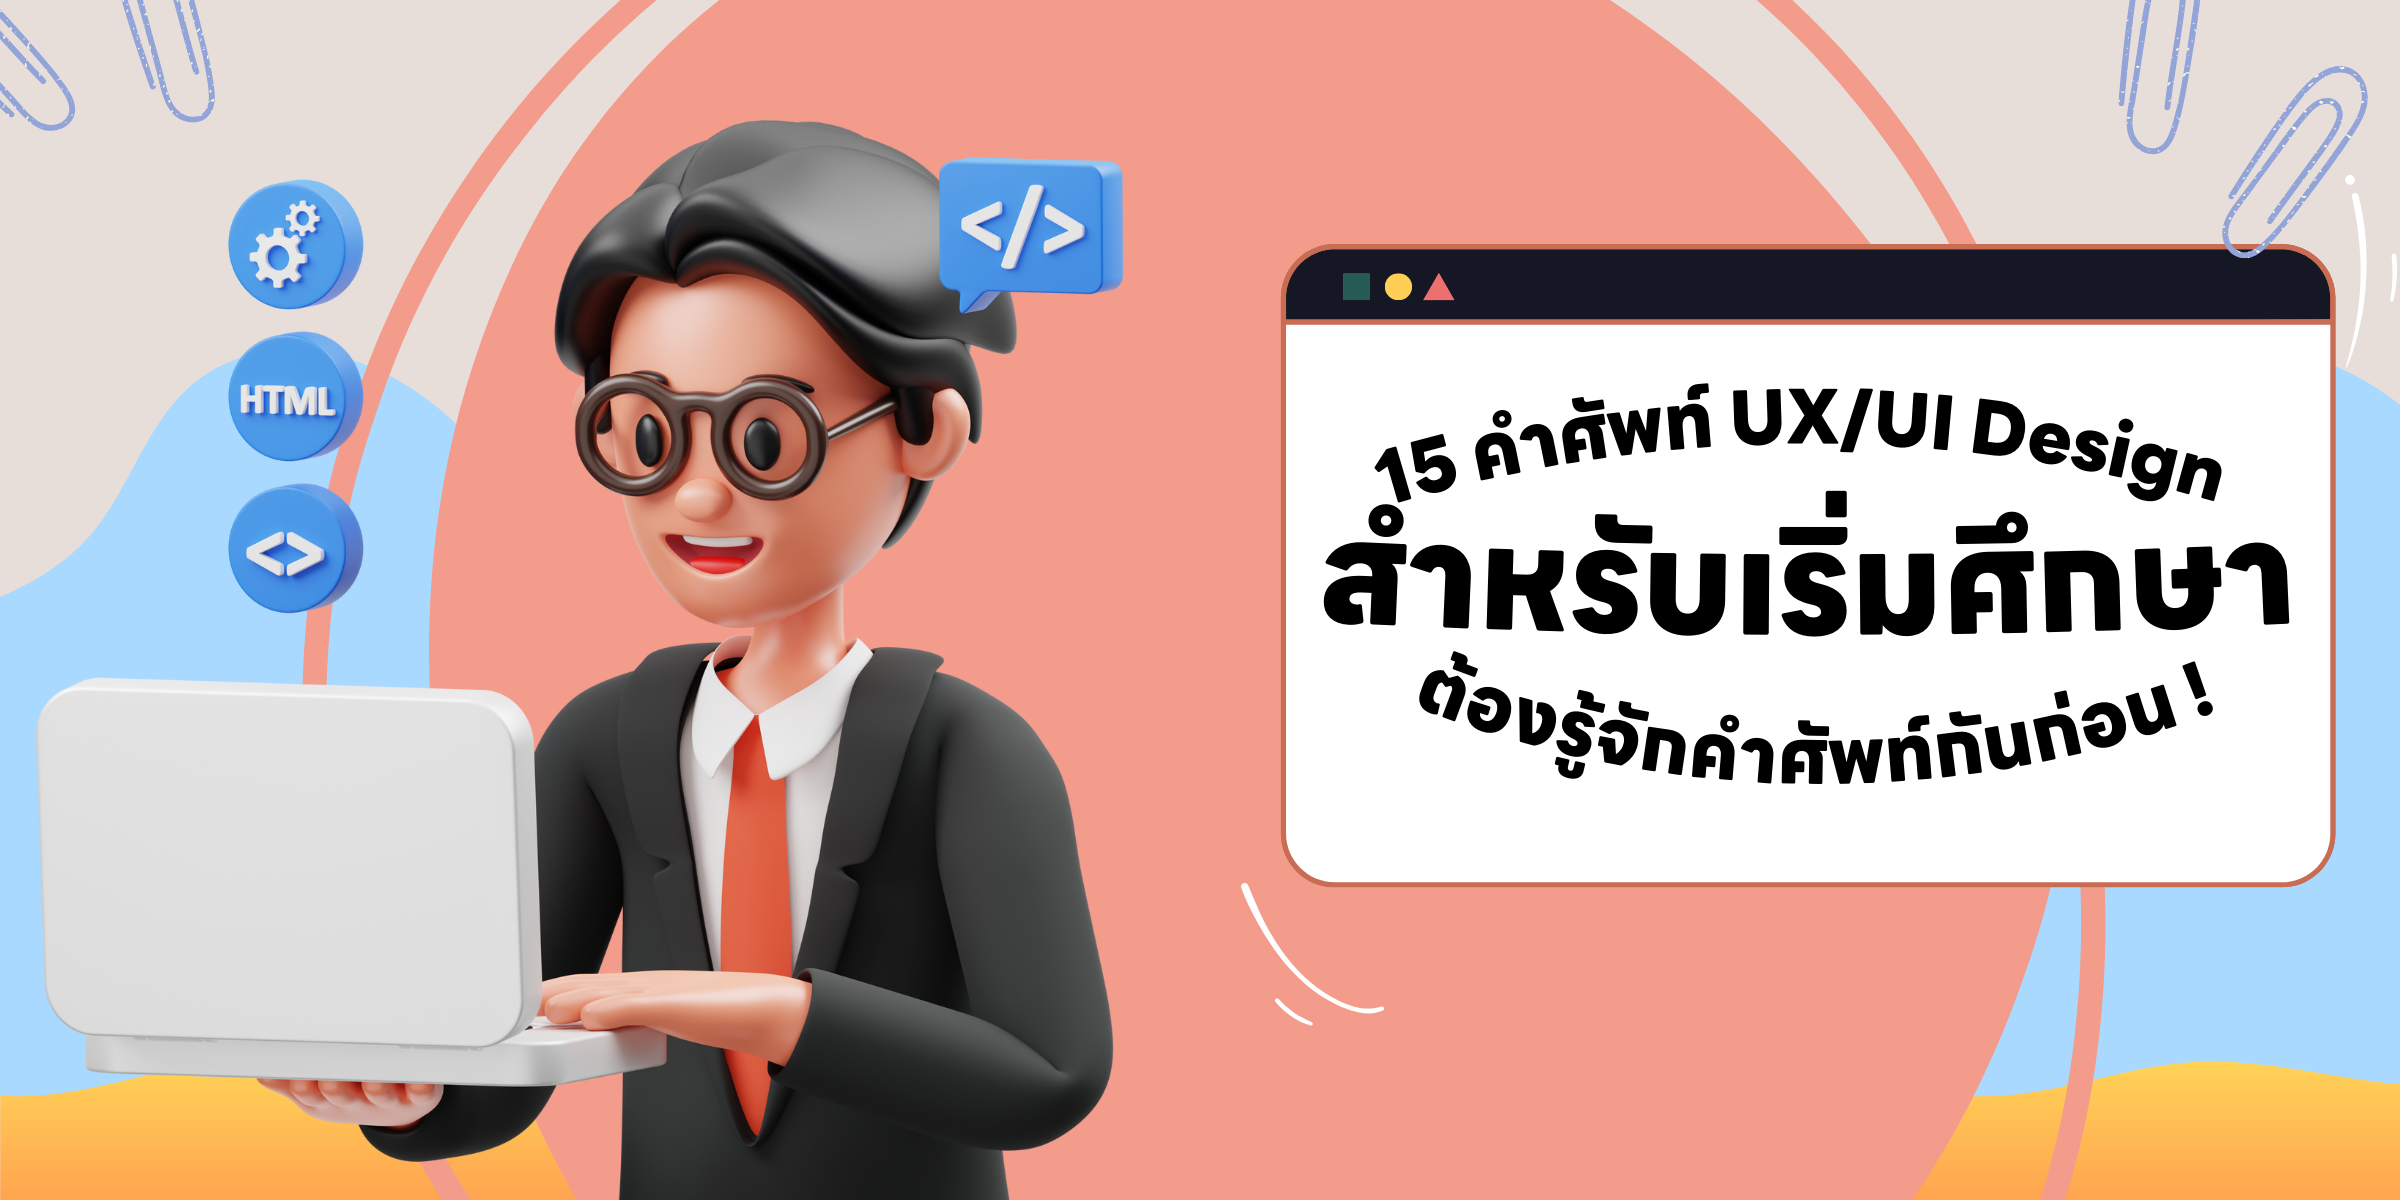 </>
HTML
<>
15 คำศัพท์ UX/UI Design
สำหรับเริ่มศึกษา
ต้องรู้จักคำศัพท์กันก่อน !